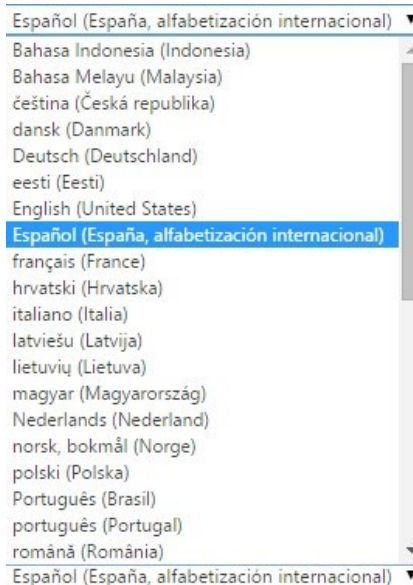 Español (España, alfabetización internacional)
Bahasa Indonesia (Indonesia)
Bahasa Melayu (Malaysia)
čeština (Česká republika)
dansk (Danmark)
Deutsch (Deutschland)
eesti (Eesti)
English (United States)
Español (España, alfabetización internacional)
français (France)
hrvatski (Hrvatska)
italiano (Italia)
latviešu (Latvija)
lietuvių (Lietuva)
magyar (Magyarország)
Nederlands (Nederland)
norsk, bokmål (Norge)
polski (Polska)
Português (Brasil)
português (Portugal)
română (România)
Español (España, alfabetización internacional)